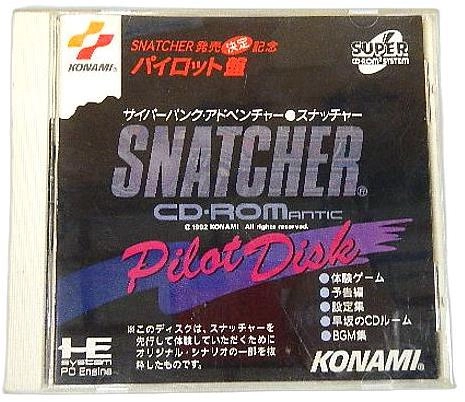 KONAMI®
SNATCHER 発売決定記念
パイロット盤
SUPER
CD-ROM² SYSTEM
サイバーパンク・アドベンチャー●スナッチャー
SNATCHER®
CD・ROMANTIC
© 1992 KONAMI All rights reserved.
Pilot Disk
●体験ゲーム
●予告編
●設定集
●早坂のCDルーム
●BGM集
※このディスクは、スナッチャーを
先行して体験していただくために
オリジナル・シナリオの一部を抜
粋したものです。
HE
system
PC Engine
KONAMI®